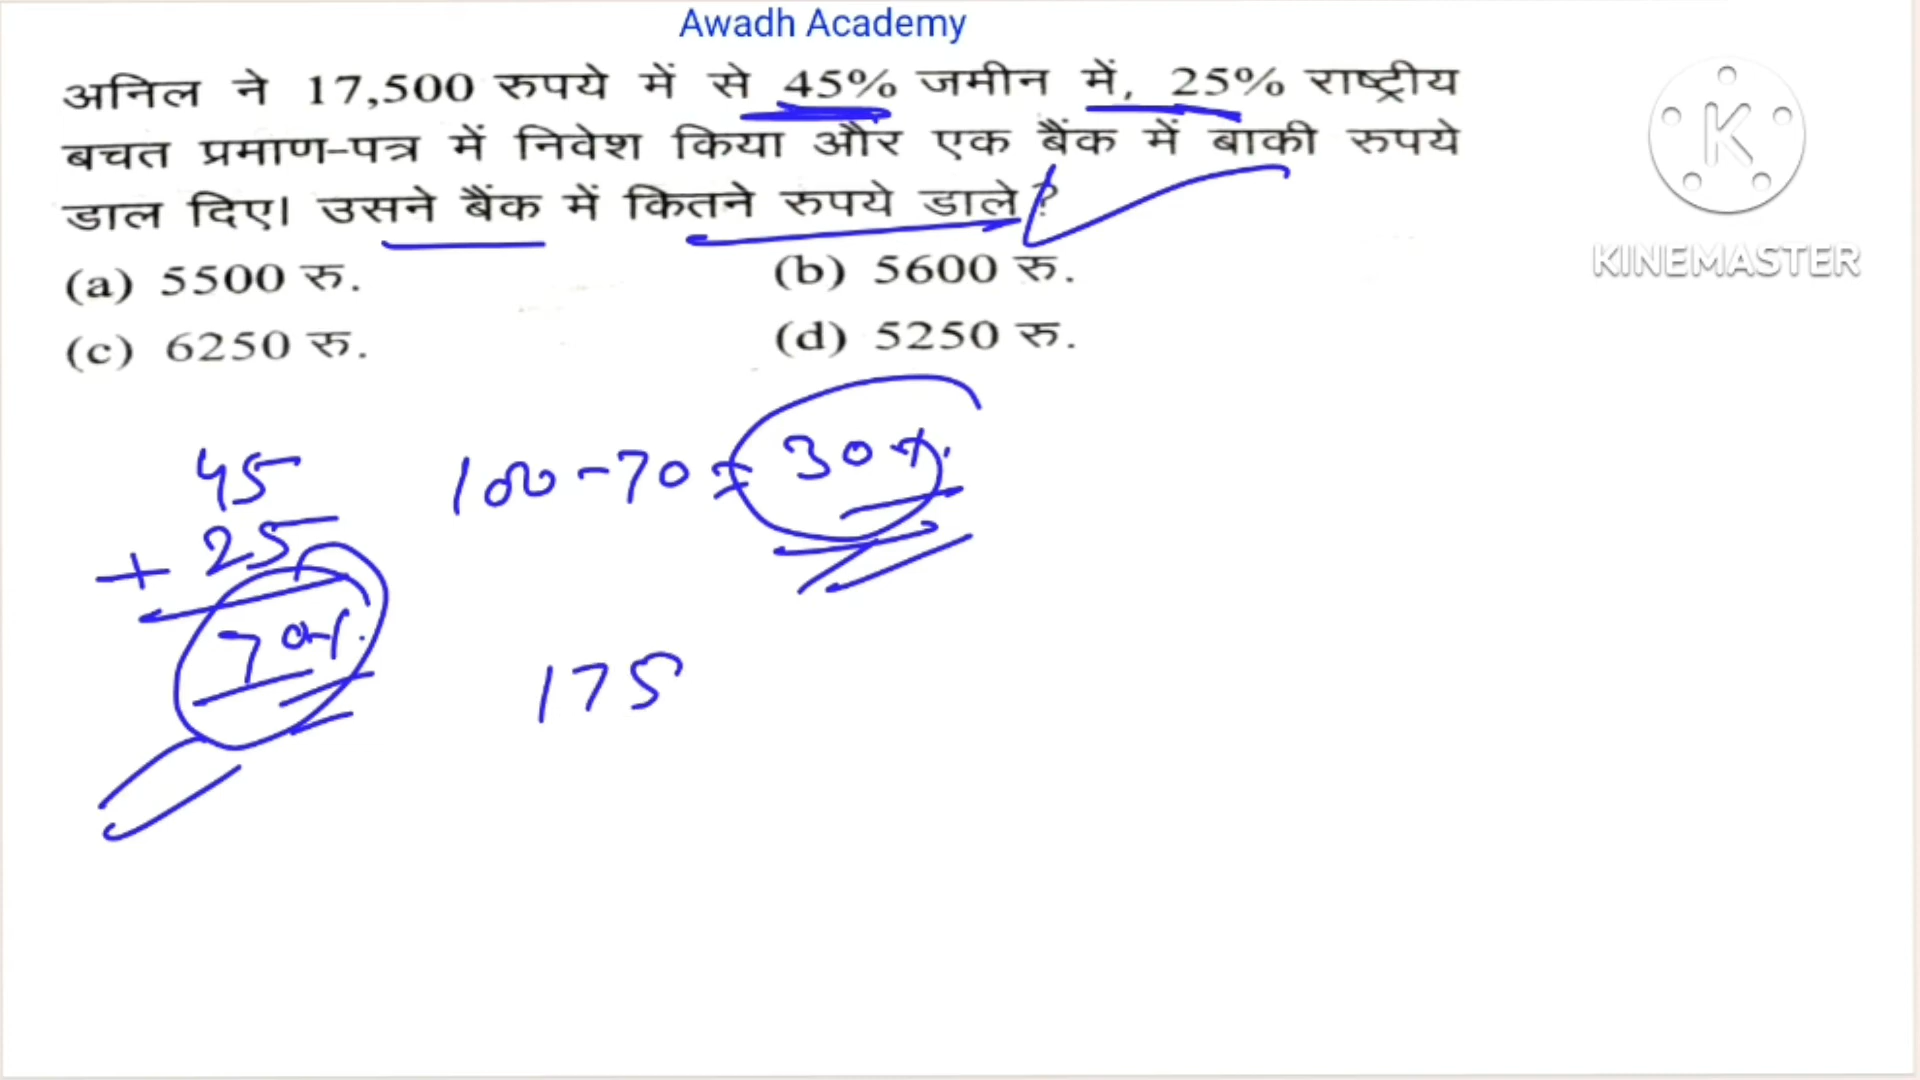 Awadh Academy
अनिल ने 17,500 रुपये में से 45% जमीन में, 25% राष्ट्रीय
बचत प्रमाण-पत्र में निवेश किया और एक बैंक में बाकी रुपये
डाल दिए। उसने बैंक में कितने रुपये डाले?
(a) 5500 रु. (b) 5600 रु.
(c) 6250 रु. (d) 5250 रु.
K
KINEMASTER
45
+ 25
70%.
100-70 = 30%.
175